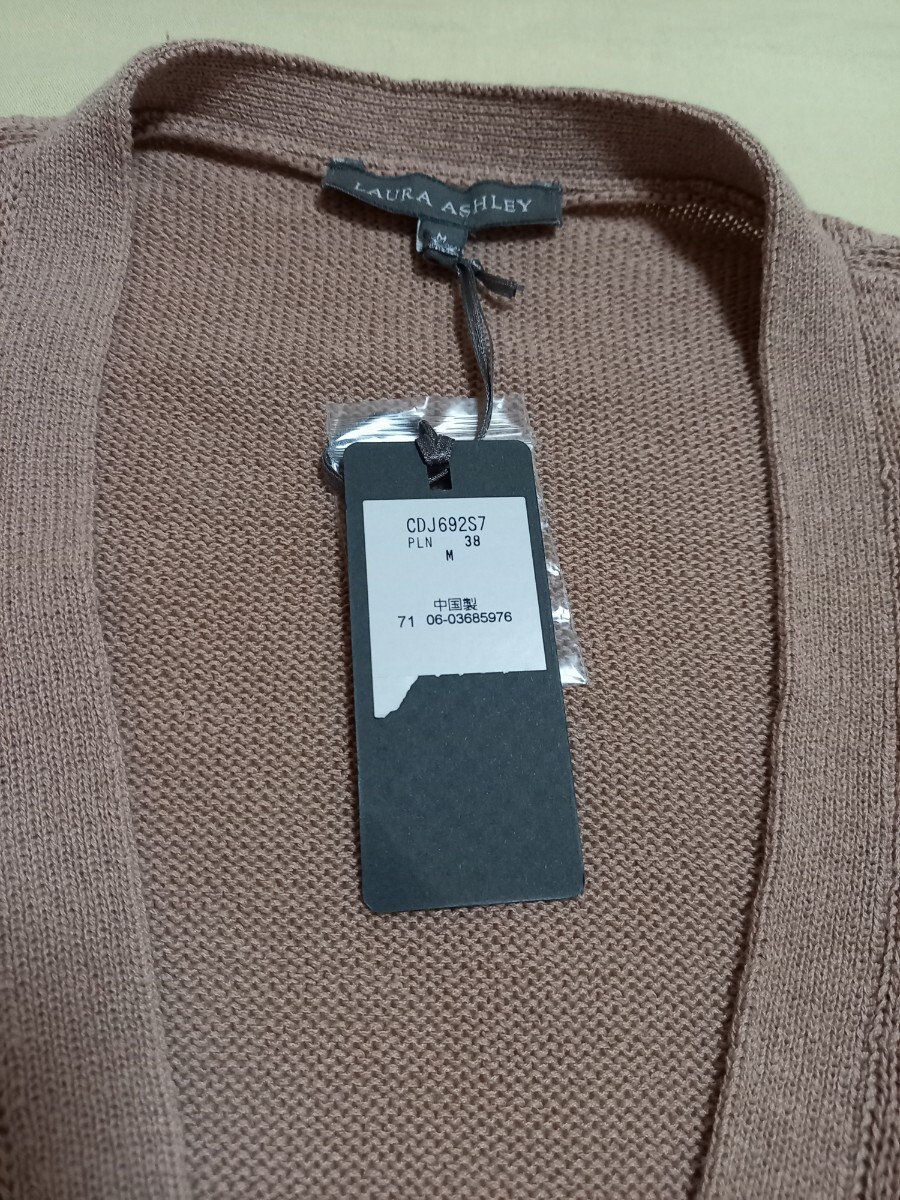 LAURA ASHLEY
M
CDJ692S7
PLN 38
M
中国製
71 06-03685976